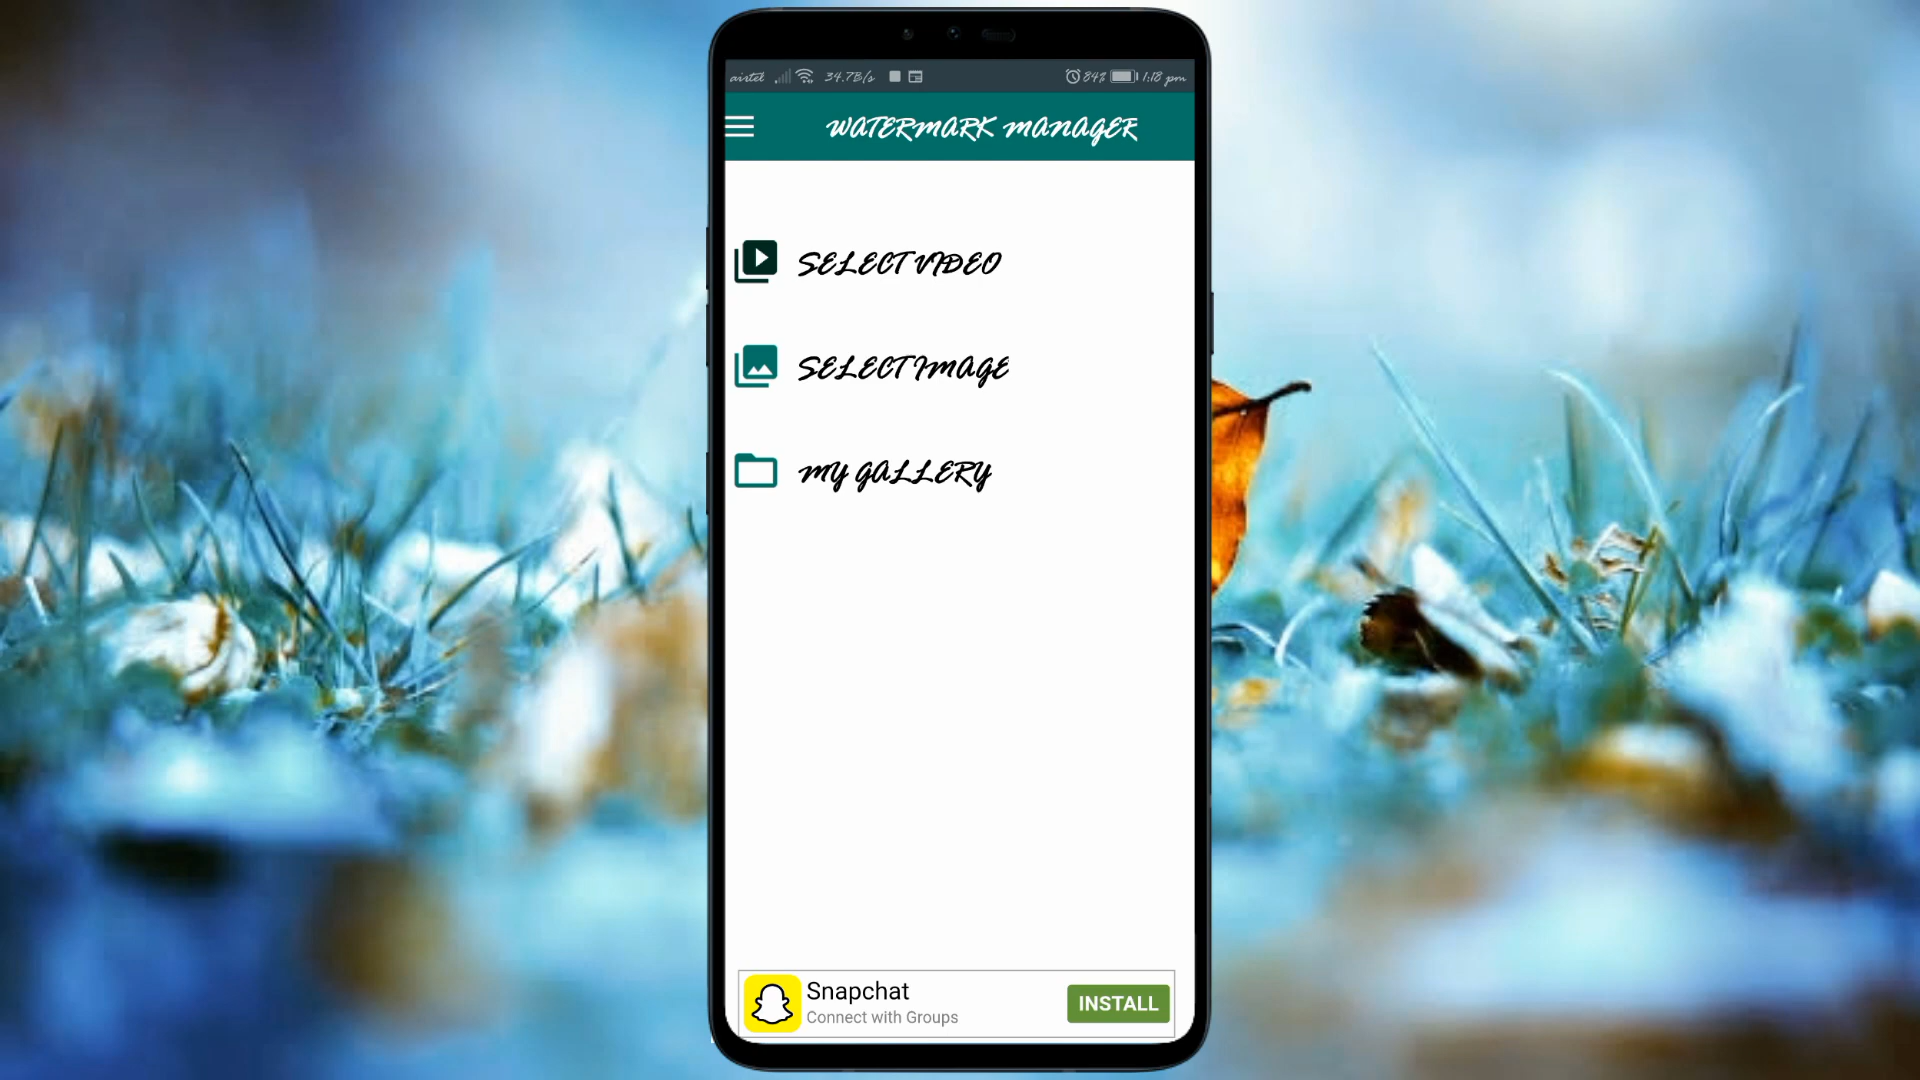 airtel 34.7B/s 84% 1:18 pm
WATERMARK MANAGER
SELECT VIDEO
SELECT IMAGE
MY GALLERY
Snapchat
Connect with Groups
INSTALL